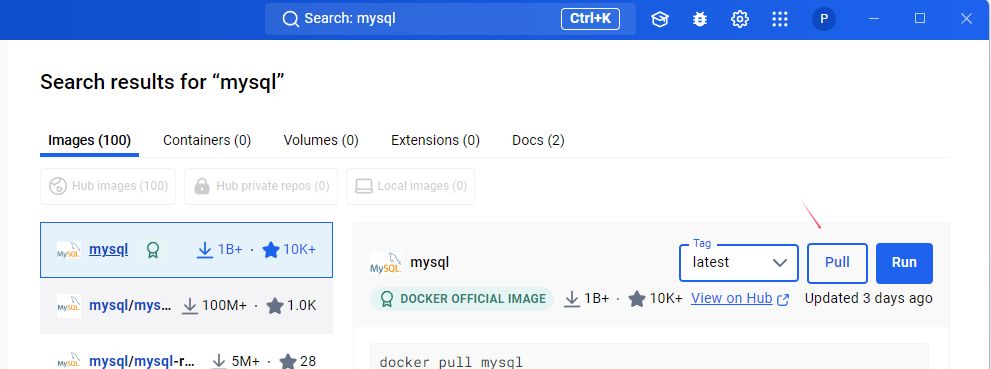 Search: mysql Ctrl+K P
Search results for “mysql”
Images (100) Containers (0) Volumes (0) Extensions (0) Docs (2)
Hub images (100) Hub private repos (0) Local images (0)
MySQL mysql 1B+ · 10K+
MySQL mysql/mys... 100M+ · 1.0K
MySQL mysql/mysql-r... 5M+ · 28
Tag
MySQL mysql latest Pull Run
DOCKER OFFICIAL IMAGE 1B+ · 10K+ View on Hub Updated 3 days ago
docker pull mysql